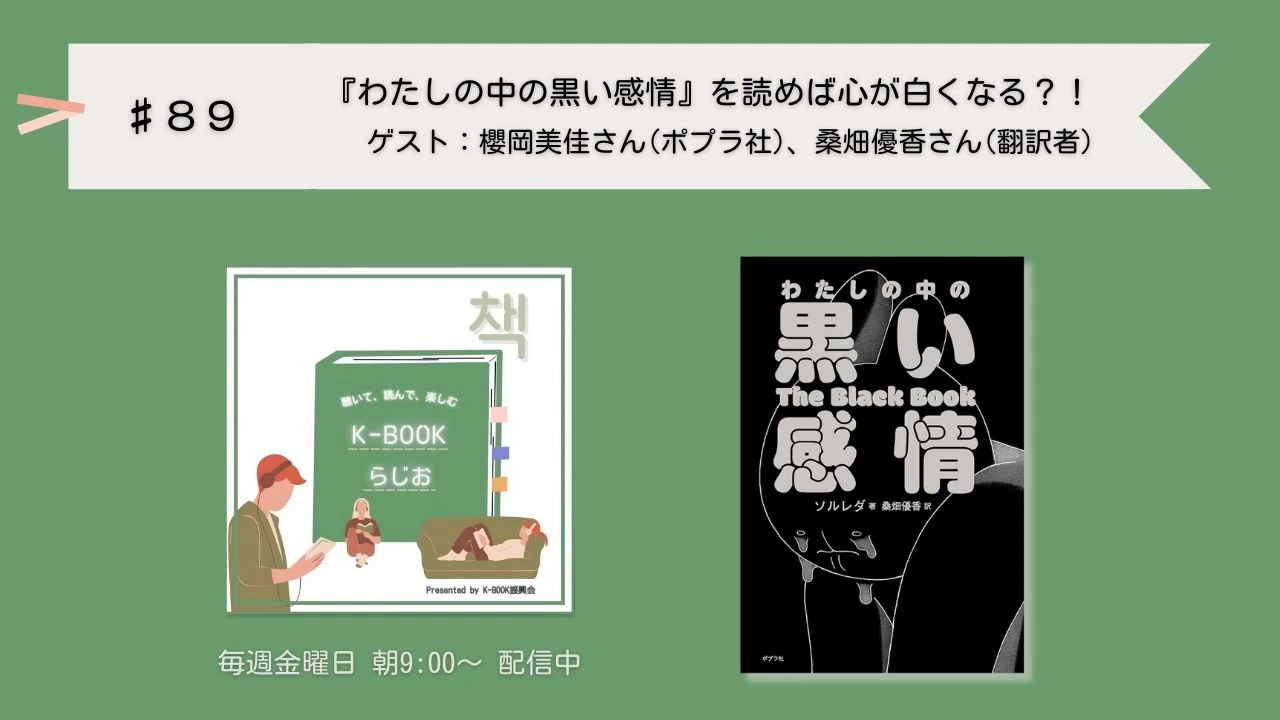 ♯８９
『わたしの中の黒い感情』を読めば心が白くなる？！
ゲスト：櫻岡美佳さん(ポプラ社)、桑畑優香さん(翻訳者)
책
聴いて、読んで、楽しむ
K-BOOK
らじお
Presented by K-BOOK振興会
毎週金曜日 朝9:00〜 配信中
わたしの中の
黒い
The Black Book
感情
ソルレダ 著 桑畑優香 訳
ポプラ社